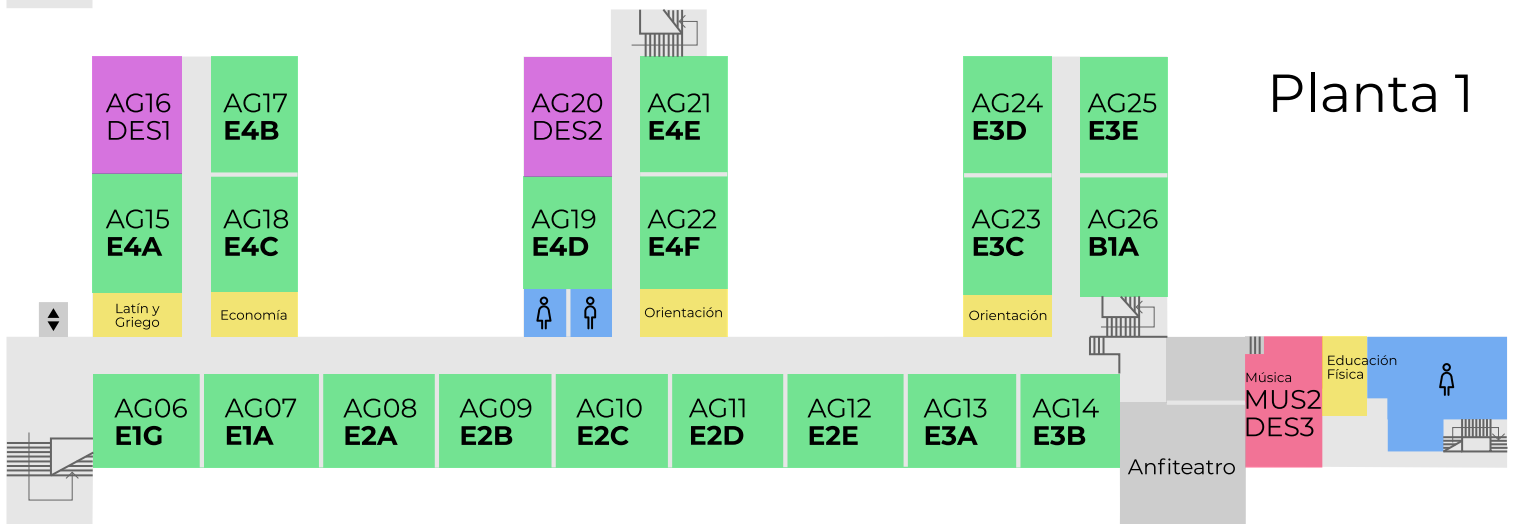 Planta 1
AG16
DES1
AG17
E4B
AG20
DES2
AG21
E4E
AG24
E3D
AG25
E3E
AG15
E4A
AG18
E4C
AG19
E4D
AG22
E4F
AG23
E3C
AG26
B1A
Latín y
Griego
Economía
Orientación
Orientación
AG06
E1G
AG07
E1A
AG08
E2A
AG09
E2B
AG10
E2C
AG11
E2D
AG12
E2E
AG13
E3A
AG14
E3B
Anfiteatro
Música
MUS2
DES3
Educación
Física